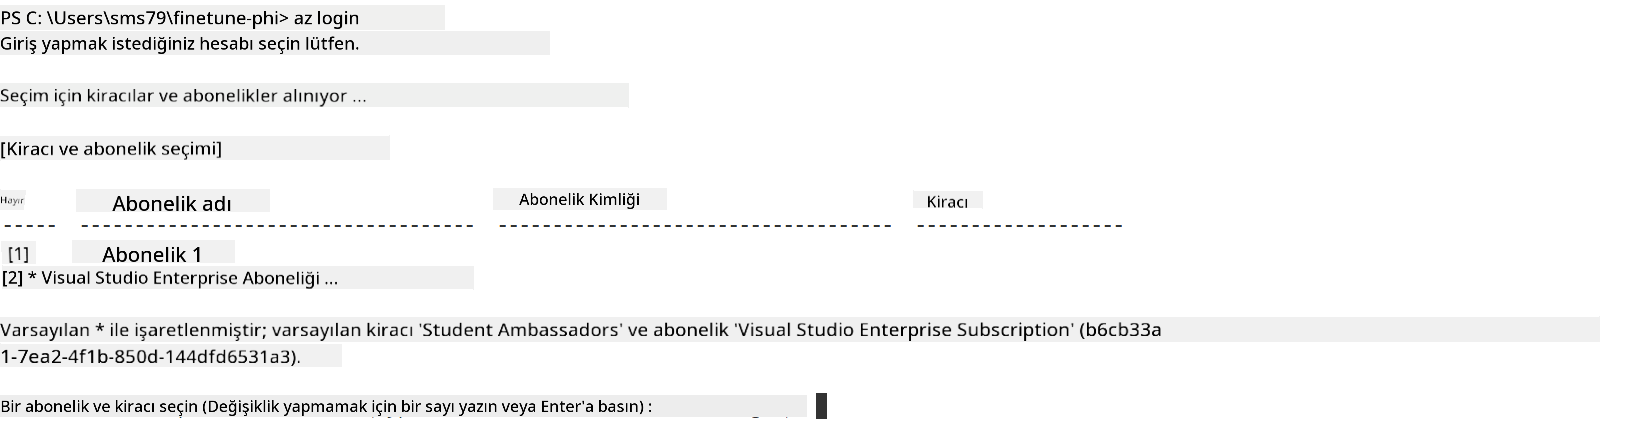 PS C: \Users\sms79\finetune-phi> az login
Giriş yapmak istediğiniz hesabı seçin lütfen.
Seçim için kiracılar ve abonelikler alınıyor ...
[Kiracı ve abonelik seçimi]
Hayır Abonelik adı Abonelik Kimliği Kiracı
----- --------------------------------- --------------------------------- ------------------
[1] Abonelik 1
[2] * Visual Studio Enterprise Aboneliği ...
Varsayılan * ile işaretlenmiştir; varsayılan kiracı 'Student Ambassadors' ve abonelik 'Visual Studio Enterprise Subscription' (b6cb33a
1-7ea2-4f1b-850d-144dfd6531a3).
Bir abonelik ve kiracı seçin (Değişiklik yapmamak için bir sayı yazın veya Enter'a basın) :